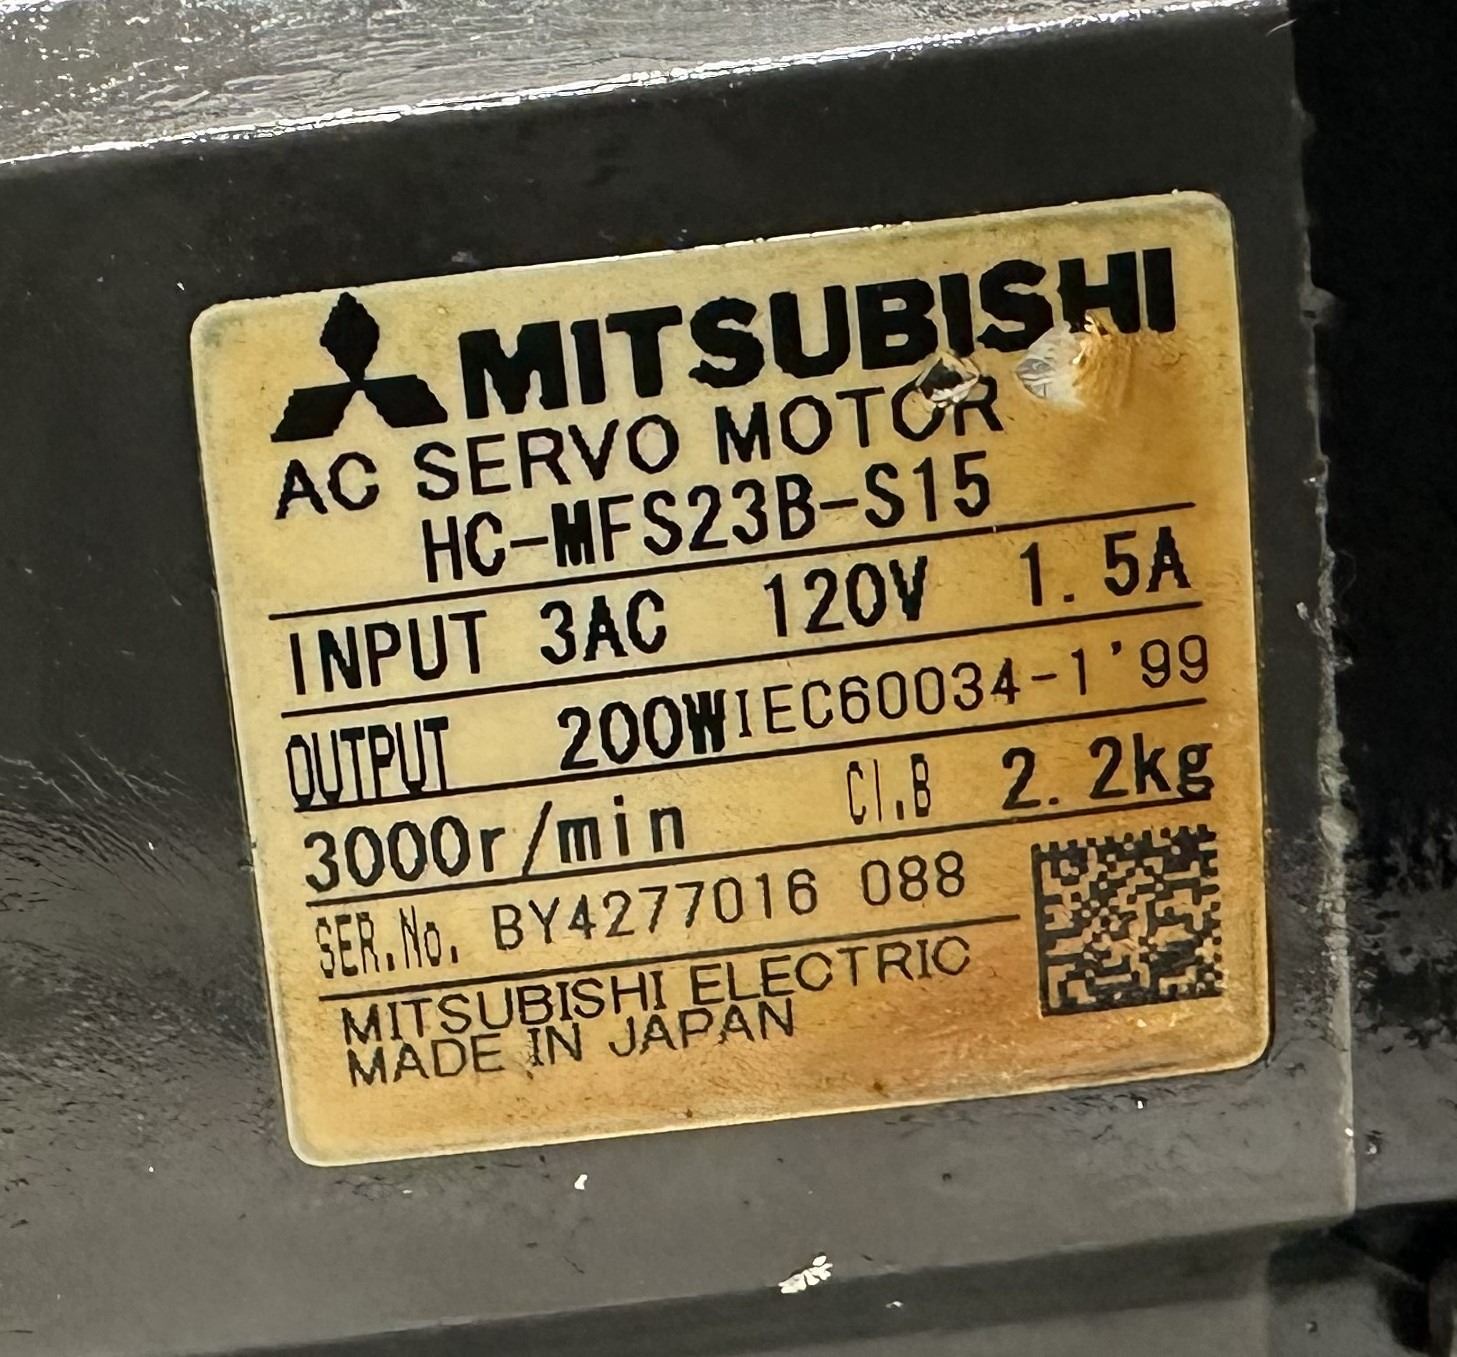 MITSUBISHI
AC SERVO MOTOR
HC-MFS23B-S15
INPUT 3AC 120V 1.5A
OUTPUT 200W IEC60034-1'99
3000r/min CI.B 2.2kg
SER.No. BY4277016 088
MITSUBISHI ELECTRIC
MADE IN JAPAN